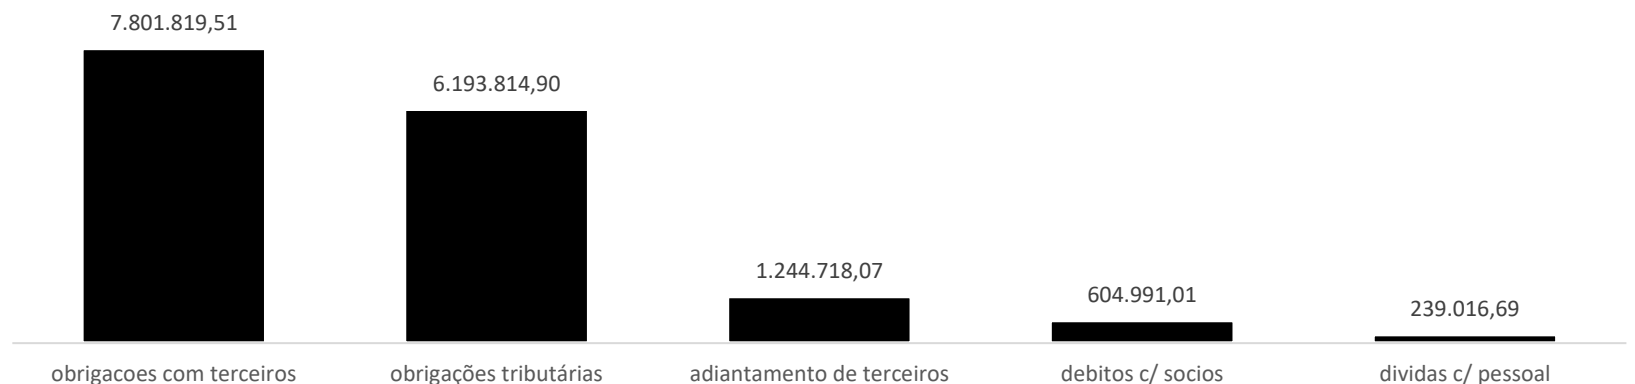 7.801.819,51
6.193.814,90
1.244.718,07
604.991,01
239.016,69
obrigacoes com terceiros
obrigações tributárias
adiantamento de terceiros
debitos c/ socios
dividas c/ pessoal